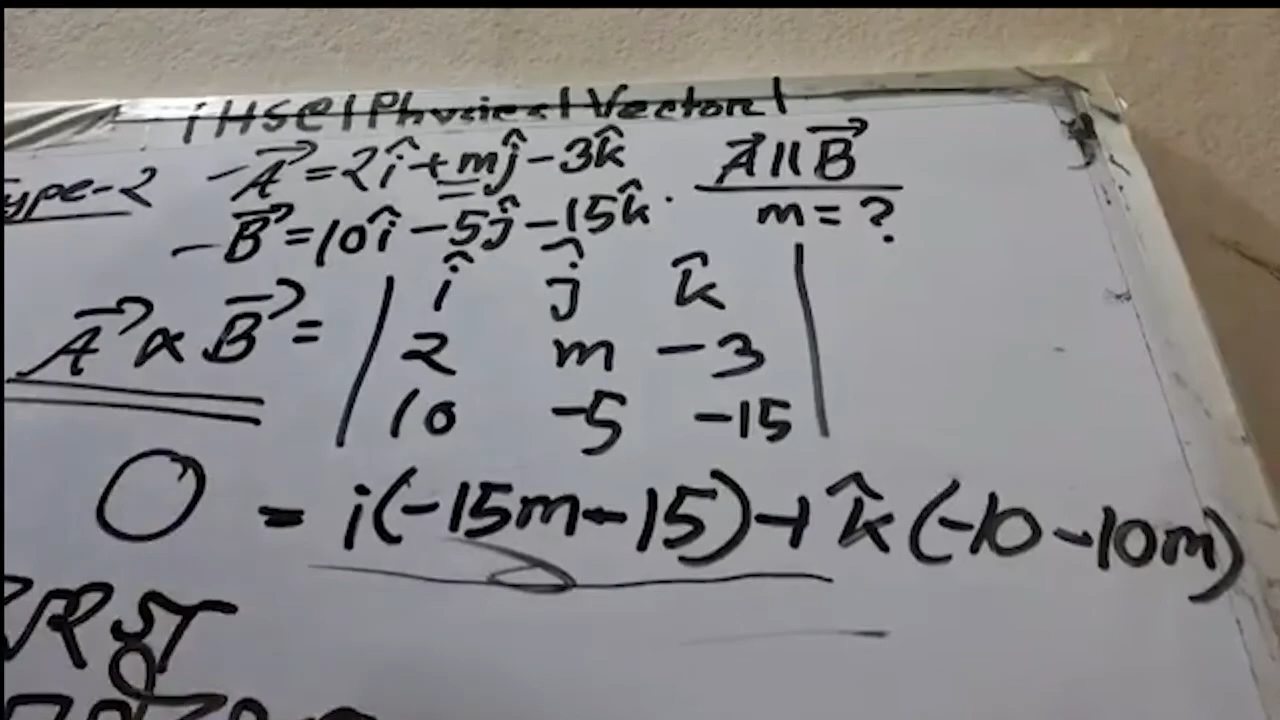 HSC | Physics | Vector |
Type-2 - A⃗ = 2î + mĵ - 3k̂ A⃗ || B⃗
- B⃗ = 10î - 5ĵ - 15k̂ . m = ?
A⃗ × B⃗ = | î ĵ k̂ |
2 m -3
10 -5 -15
0 = i(-15m - 15) + k̂(-10 - 10m)